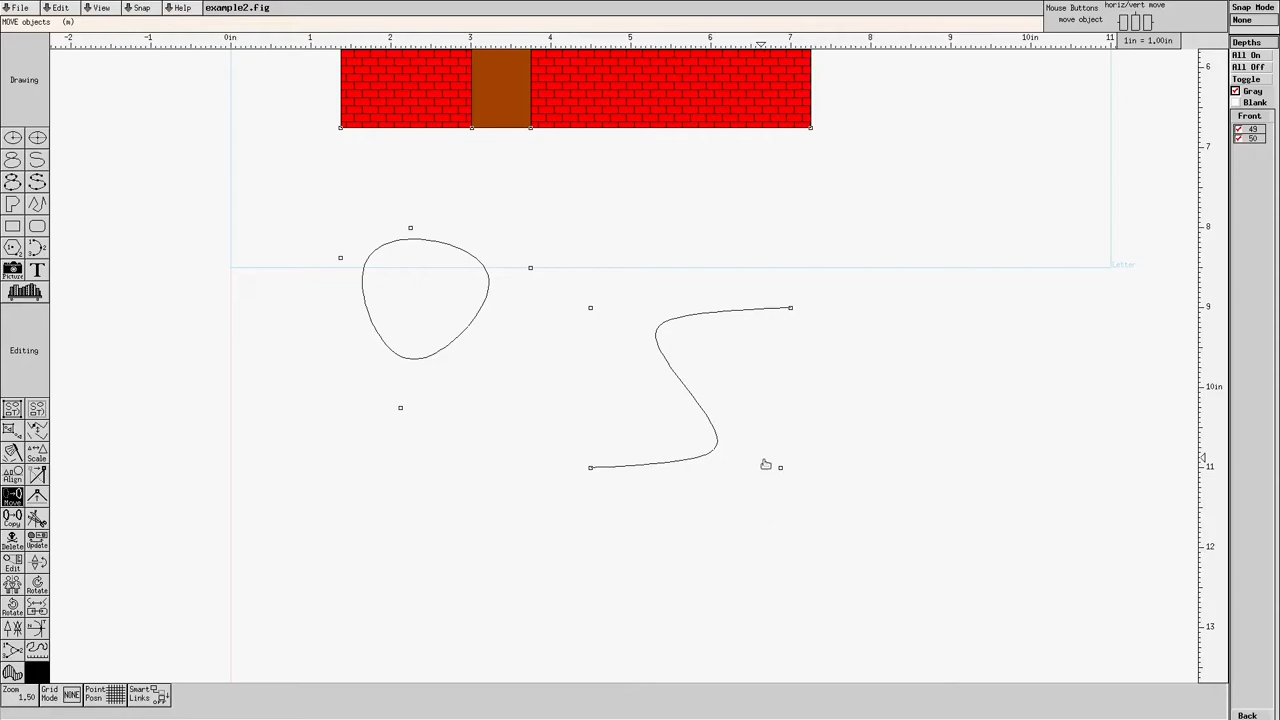 File Edit View Snap Help example2.fig
Mouse Buttons horiz/vert move
move object
Snap Mode
None
MOVE objects (m)
0in 1 2 3 4 5 6 7 8 9 10in 11
-2 -1
1in = 1.00in
Depths
All On
All Off
Toggle
Gray
Blank
Front
49
50
6
7
8
9
10in
11
12
13
Letter
Drawing
Picture T
Editing
Scale
Align
Move
Copy
Delete Update
Edit
Rotate
Rotate
Zoom 1.50
Grid Mode NONE
Point Posn
Smart Links OFF
Back